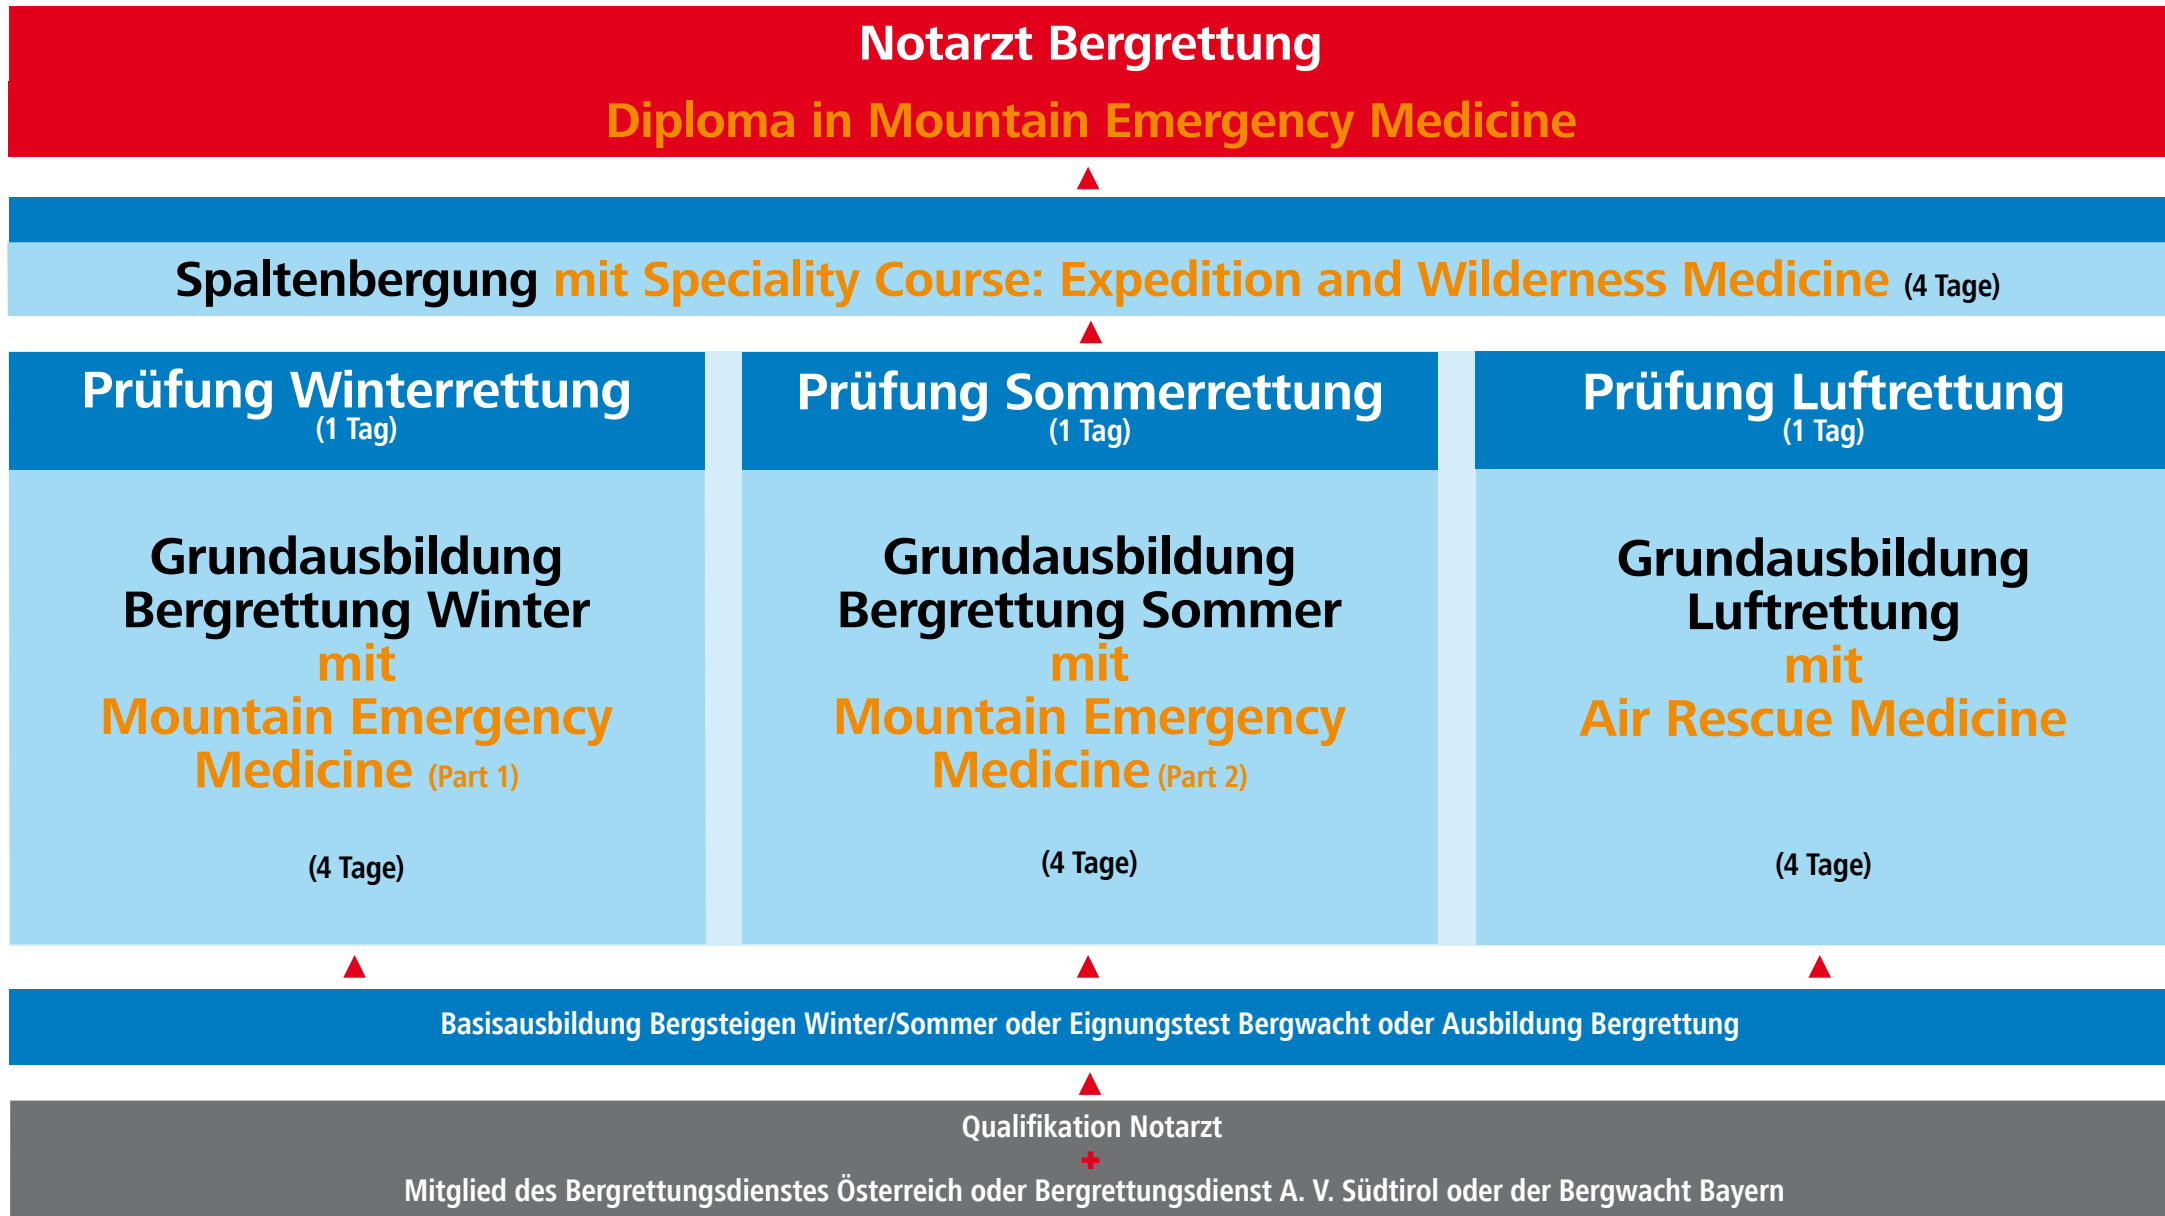 Notarzt Bergrettung
Diploma in Mountain Emergency Medicine
Spaltenbergung mit Speciality Course: Expedition and Wilderness Medicine (4 Tage)
Prüfung Winterrettung
(1 Tag)
Grundausbildung
Bergrettung Winter
mit
Mountain Emergency
Medicine (Part 1)
(4 Tage)
Prüfung Sommerrettung
(1 Tag)
Grundausbildung
Bergrettung Sommer
mit
Mountain Emergency
Medicine (Part 2)
(4 Tage)
Prüfung Luftrettung
(1 Tag)
Grundausbildung
Luftrettung
mit
Air Rescue Medicine
(4 Tage)
Basisausbildung Bergsteigen Winter/Sommer oder Eignungstest Bergwacht oder Ausbildung Bergrettung
Qualifikation Notarzt
+
Mitglied des Bergrettungsdienstes Österreich oder Bergrettungsdienst A. V. Südtirol oder der Bergwacht Bayern